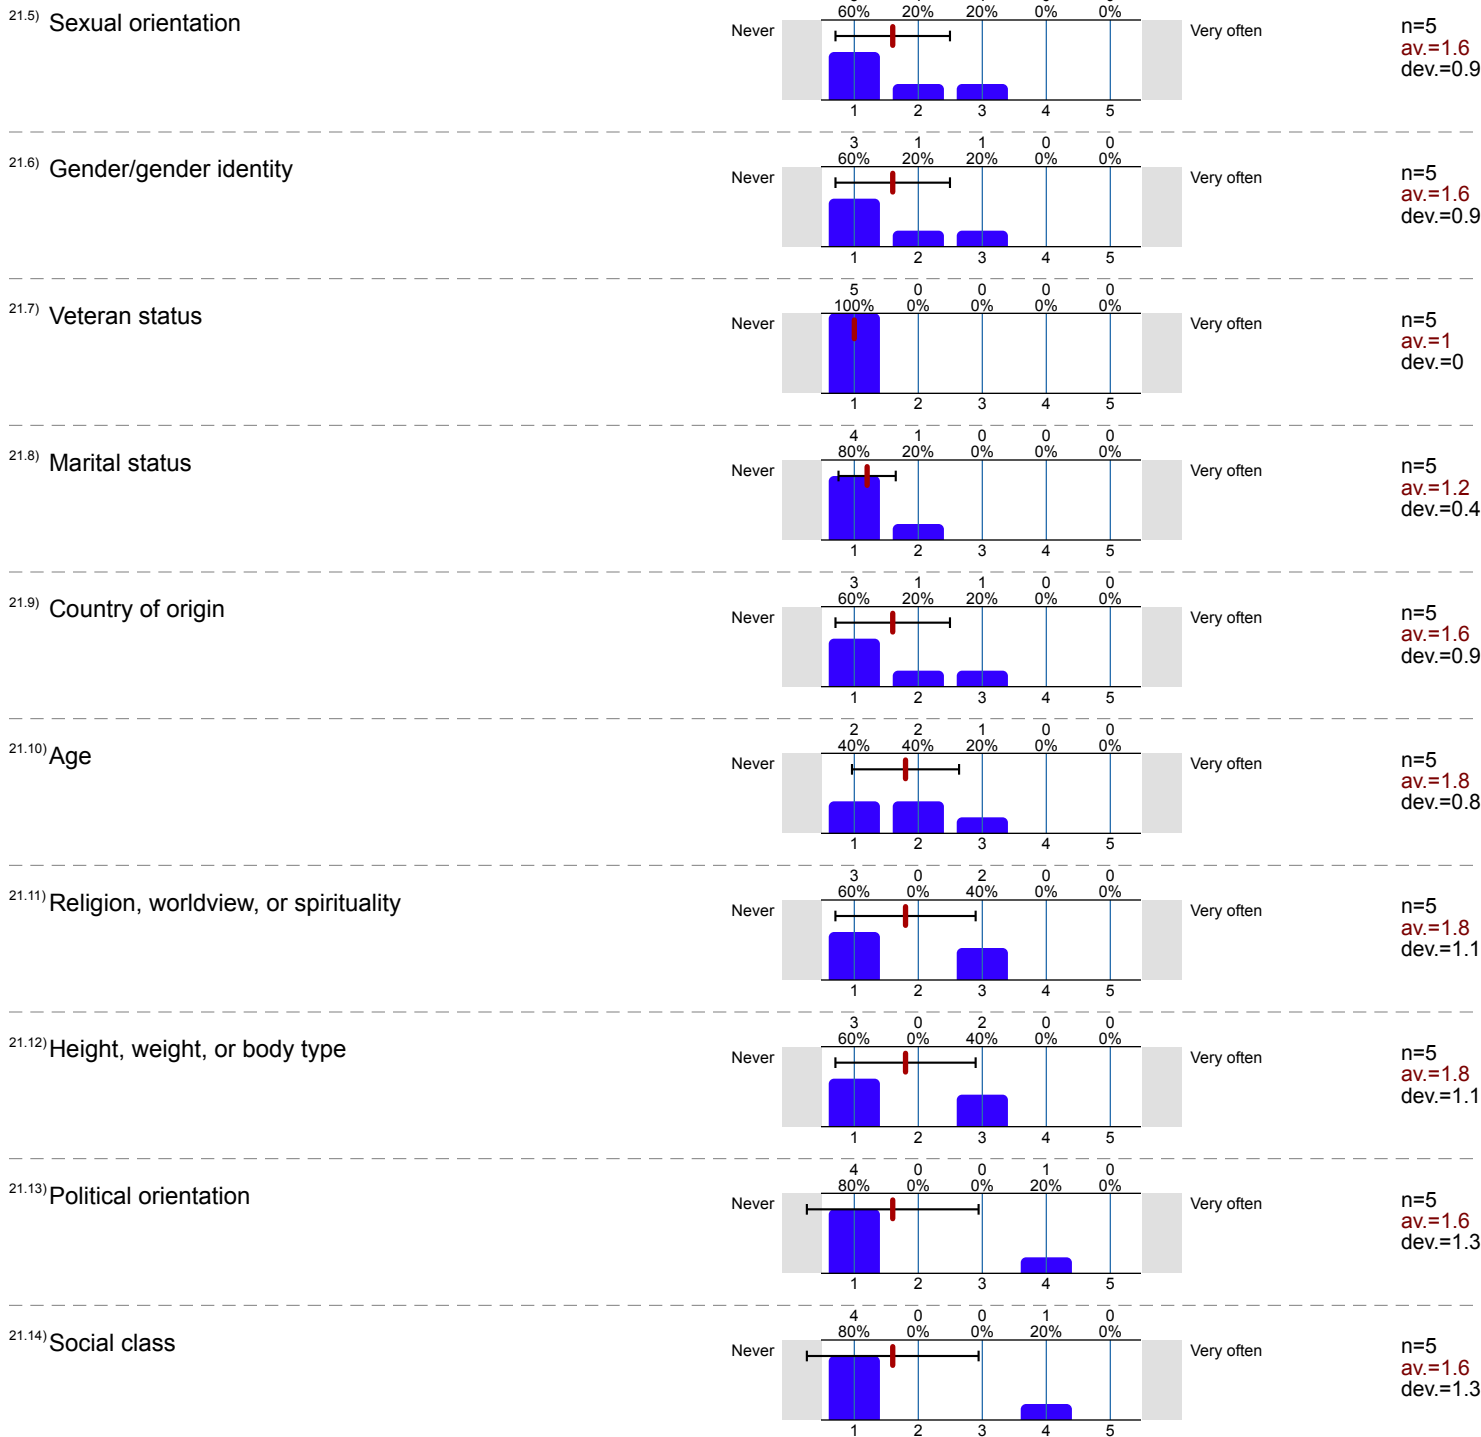 60% 20% 20% 0% 0%
21.5) Sexual orientation
Never Very often
n=5
av.=1.6
dev.=0.9
1 2 3 4 5
3 1 1 0 0
60% 20% 20% 0% 0%
21.6) Gender/gender identity
Never Very often
n=5
av.=1.6
dev.=0.9
1 2 3 4 5
5 0 0 0 0
100% 0% 0% 0% 0%
21.7) Veteran status
Never Very often
n=5
av.=1
dev.=0
1 2 3 4 5
4 1 0 0 0
80% 20% 0% 0% 0%
21.8) Marital status
Never Very often
n=5
av.=1.2
dev.=0.4
1 2 3 4 5
3 1 1 0 0
60% 20% 20% 0% 0%
21.9) Country of origin
Never Very often
n=5
av.=1.6
dev.=0.9
1 2 3 4 5
2 2 1 0 0
40% 40% 20% 0% 0%
21.10) Age
Never Very often
n=5
av.=1.8
dev.=0.8
1 2 3 4 5
3 0 2 0 0
60% 0% 40% 0% 0%
21.11) Religion, worldview, or spirituality
Never Very often
n=5
av.=1.8
dev.=1.1
1 2 3 4 5
3 0 2 0 0
60% 0% 40% 0% 0%
21.12) Height, weight, or body type
Never Very often
n=5
av.=1.8
dev.=1.1
1 2 3 4 5
4 0 0 1 0
80% 0% 0% 20% 0%
21.13) Political orientation
Never Very often
n=5
av.=1.6
dev.=1.3
1 2 3 4 5
4 0 0 1 0
80% 0% 0% 20% 0%
21.14) Social class
Never Very often
n=5
av.=1.6
dev.=1.3
1 2 3 4 5